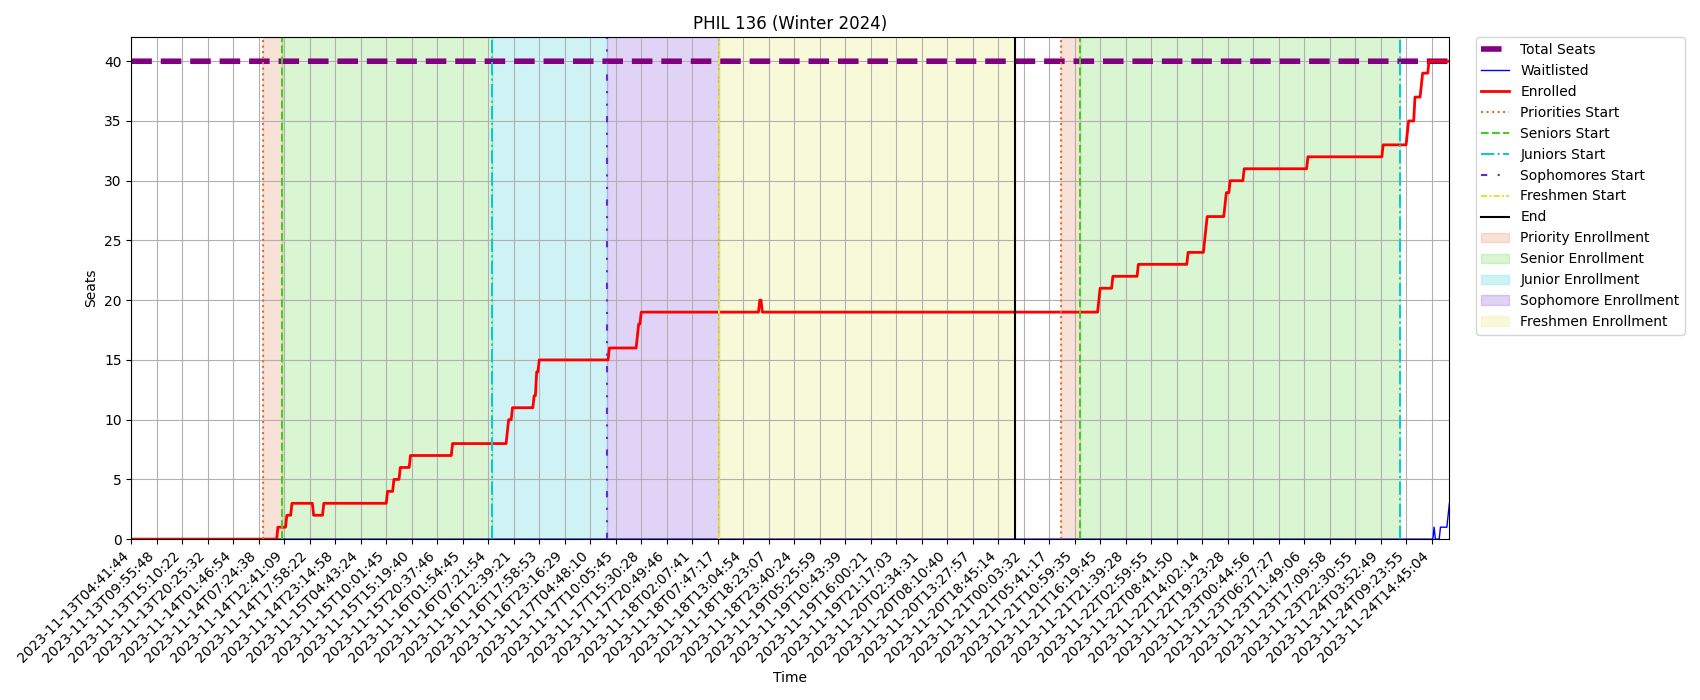 PHIL 136 (Winter 2024)
Seats
40
35
30
25
20
15
10
5
0
2023-11-13T04:41:44
2023-11-13T09:55:48
2023-11-13T15:10:22
2023-11-13T20:25:32
2023-11-14T01:46:54
2023-11-14T07:24:38
2023-11-14T12:41:09
2023-11-14T17:58:22
2023-11-14T23:14:58
2023-11-15T04:43:24
2023-11-15T10:01:45
2023-11-15T15:19:40
2023-11-15T20:37:46
2023-11-16T01:54:45
2023-11-16T07:21:54
2023-11-16T12:39:21
2023-11-16T17:58:53
2023-11-16T23:16:29
2023-11-17T04:48:10
2023-11-17T10:05:45
2023-11-17T15:30:28
2023-11-17T20:49:46
2023-11-18T02:07:41
2023-11-18T07:47:17
2023-11-18T13:04:54
2023-11-18T18:23:07
2023-11-18T23:40:24
2023-11-19T05:25:59
2023-11-19T10:43:39
2023-11-19T16:00:21
2023-11-19T21:17:03
2023-11-20T02:34:31
2023-11-20T08:10:40
2023-11-20T13:27:57
2023-11-20T18:45:14
2023-11-21T00:03:32
2023-11-21T05:41:17
2023-11-21T10:59:35
2023-11-21T16:19:45
2023-11-21T21:39:28
2023-11-22T02:59:55
2023-11-22T08:41:50
2023-11-22T14:02:14
2023-11-22T19:23:28
2023-11-23T00:44:56
2023-11-23T06:27:27
2023-11-23T11:49:06
2023-11-23T17:09:58
2023-11-23T22:30:55
2023-11-24T03:52:49
2023-11-24T09:23:55
2023-11-24T14:45:04
Time
Total Seats
Waitlisted
Enrolled
Priorities Start
Seniors Start
Juniors Start
Sophomores Start
Freshmen Start
End
Priority Enrollment
Senior Enrollment
Junior Enrollment
Sophomore Enrollment
Freshmen Enrollment